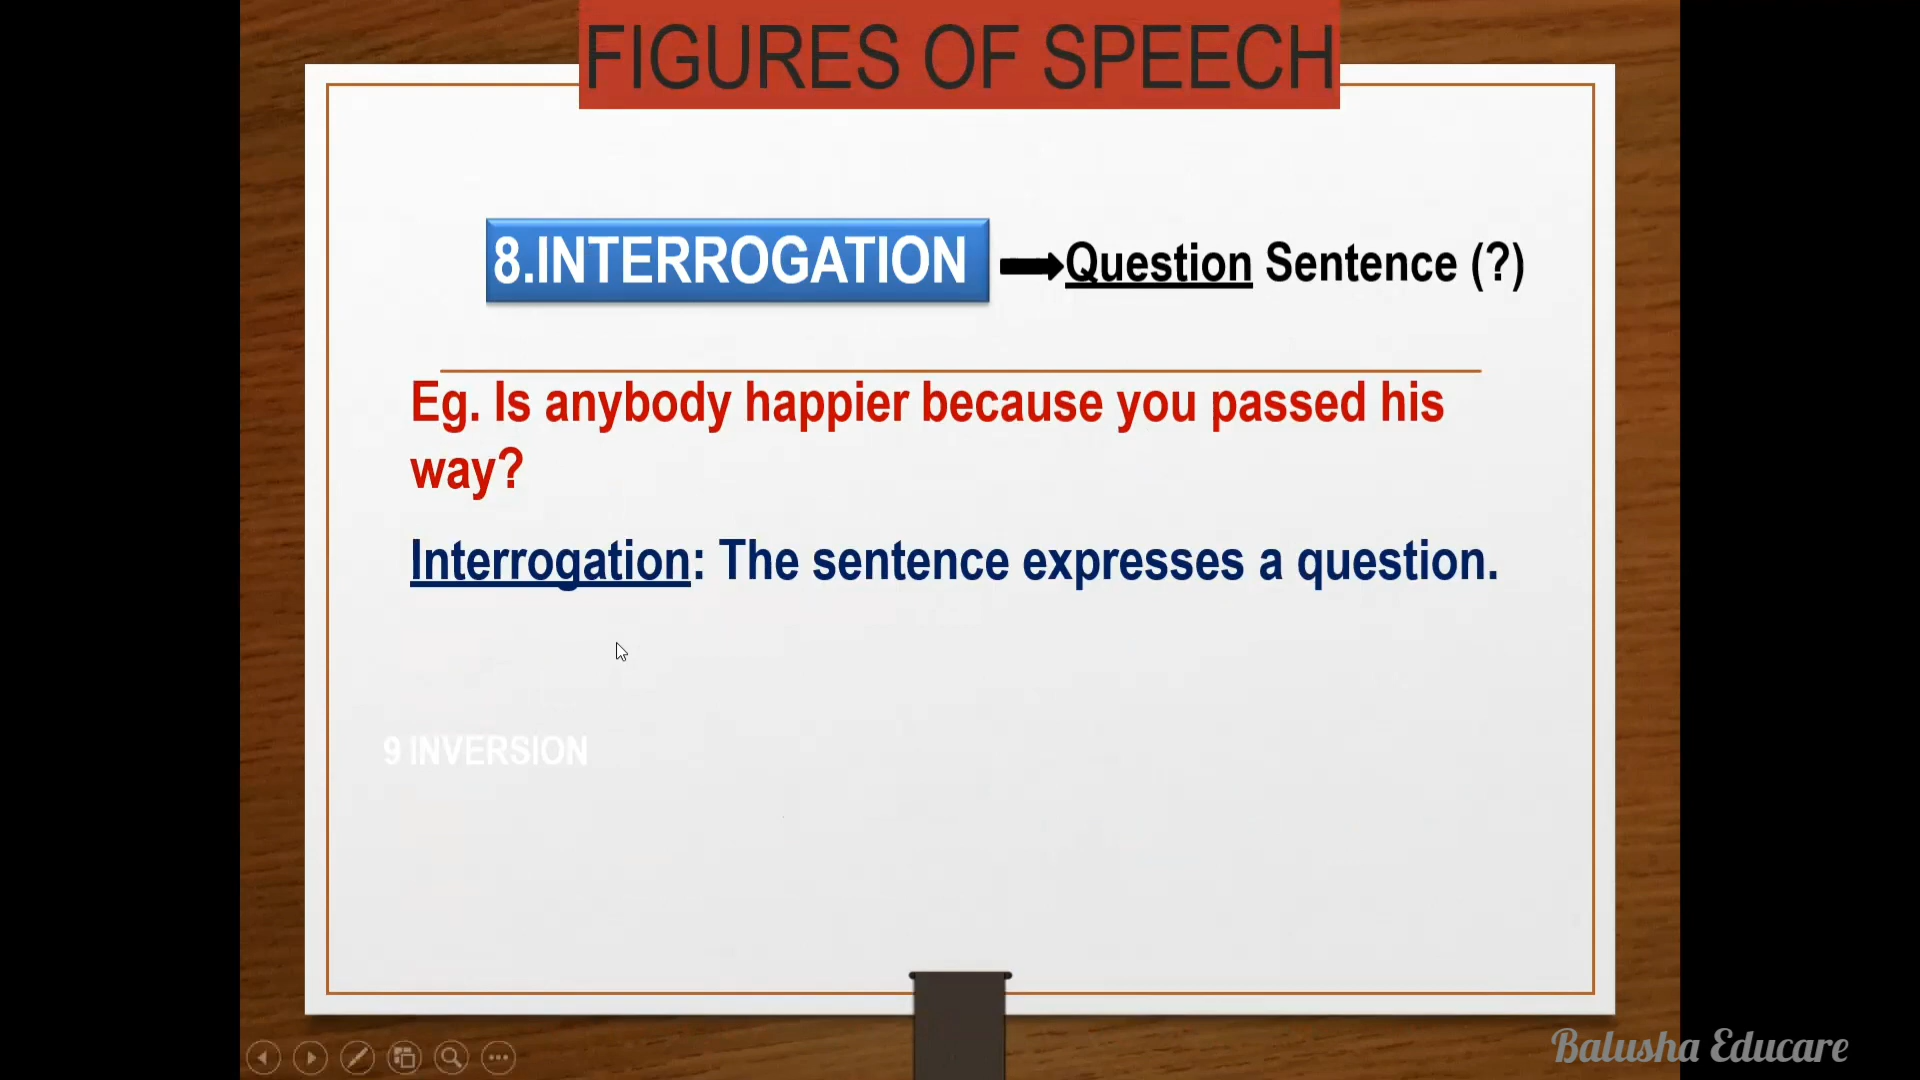 FIGURES OF SPEECH
8.INTERROGATION
Question Sentence (?)
Eg. Is anybody happier because you passed his
way?
Interrogation: The sentence expresses a question.
9 INVERSION
Balusha Educare